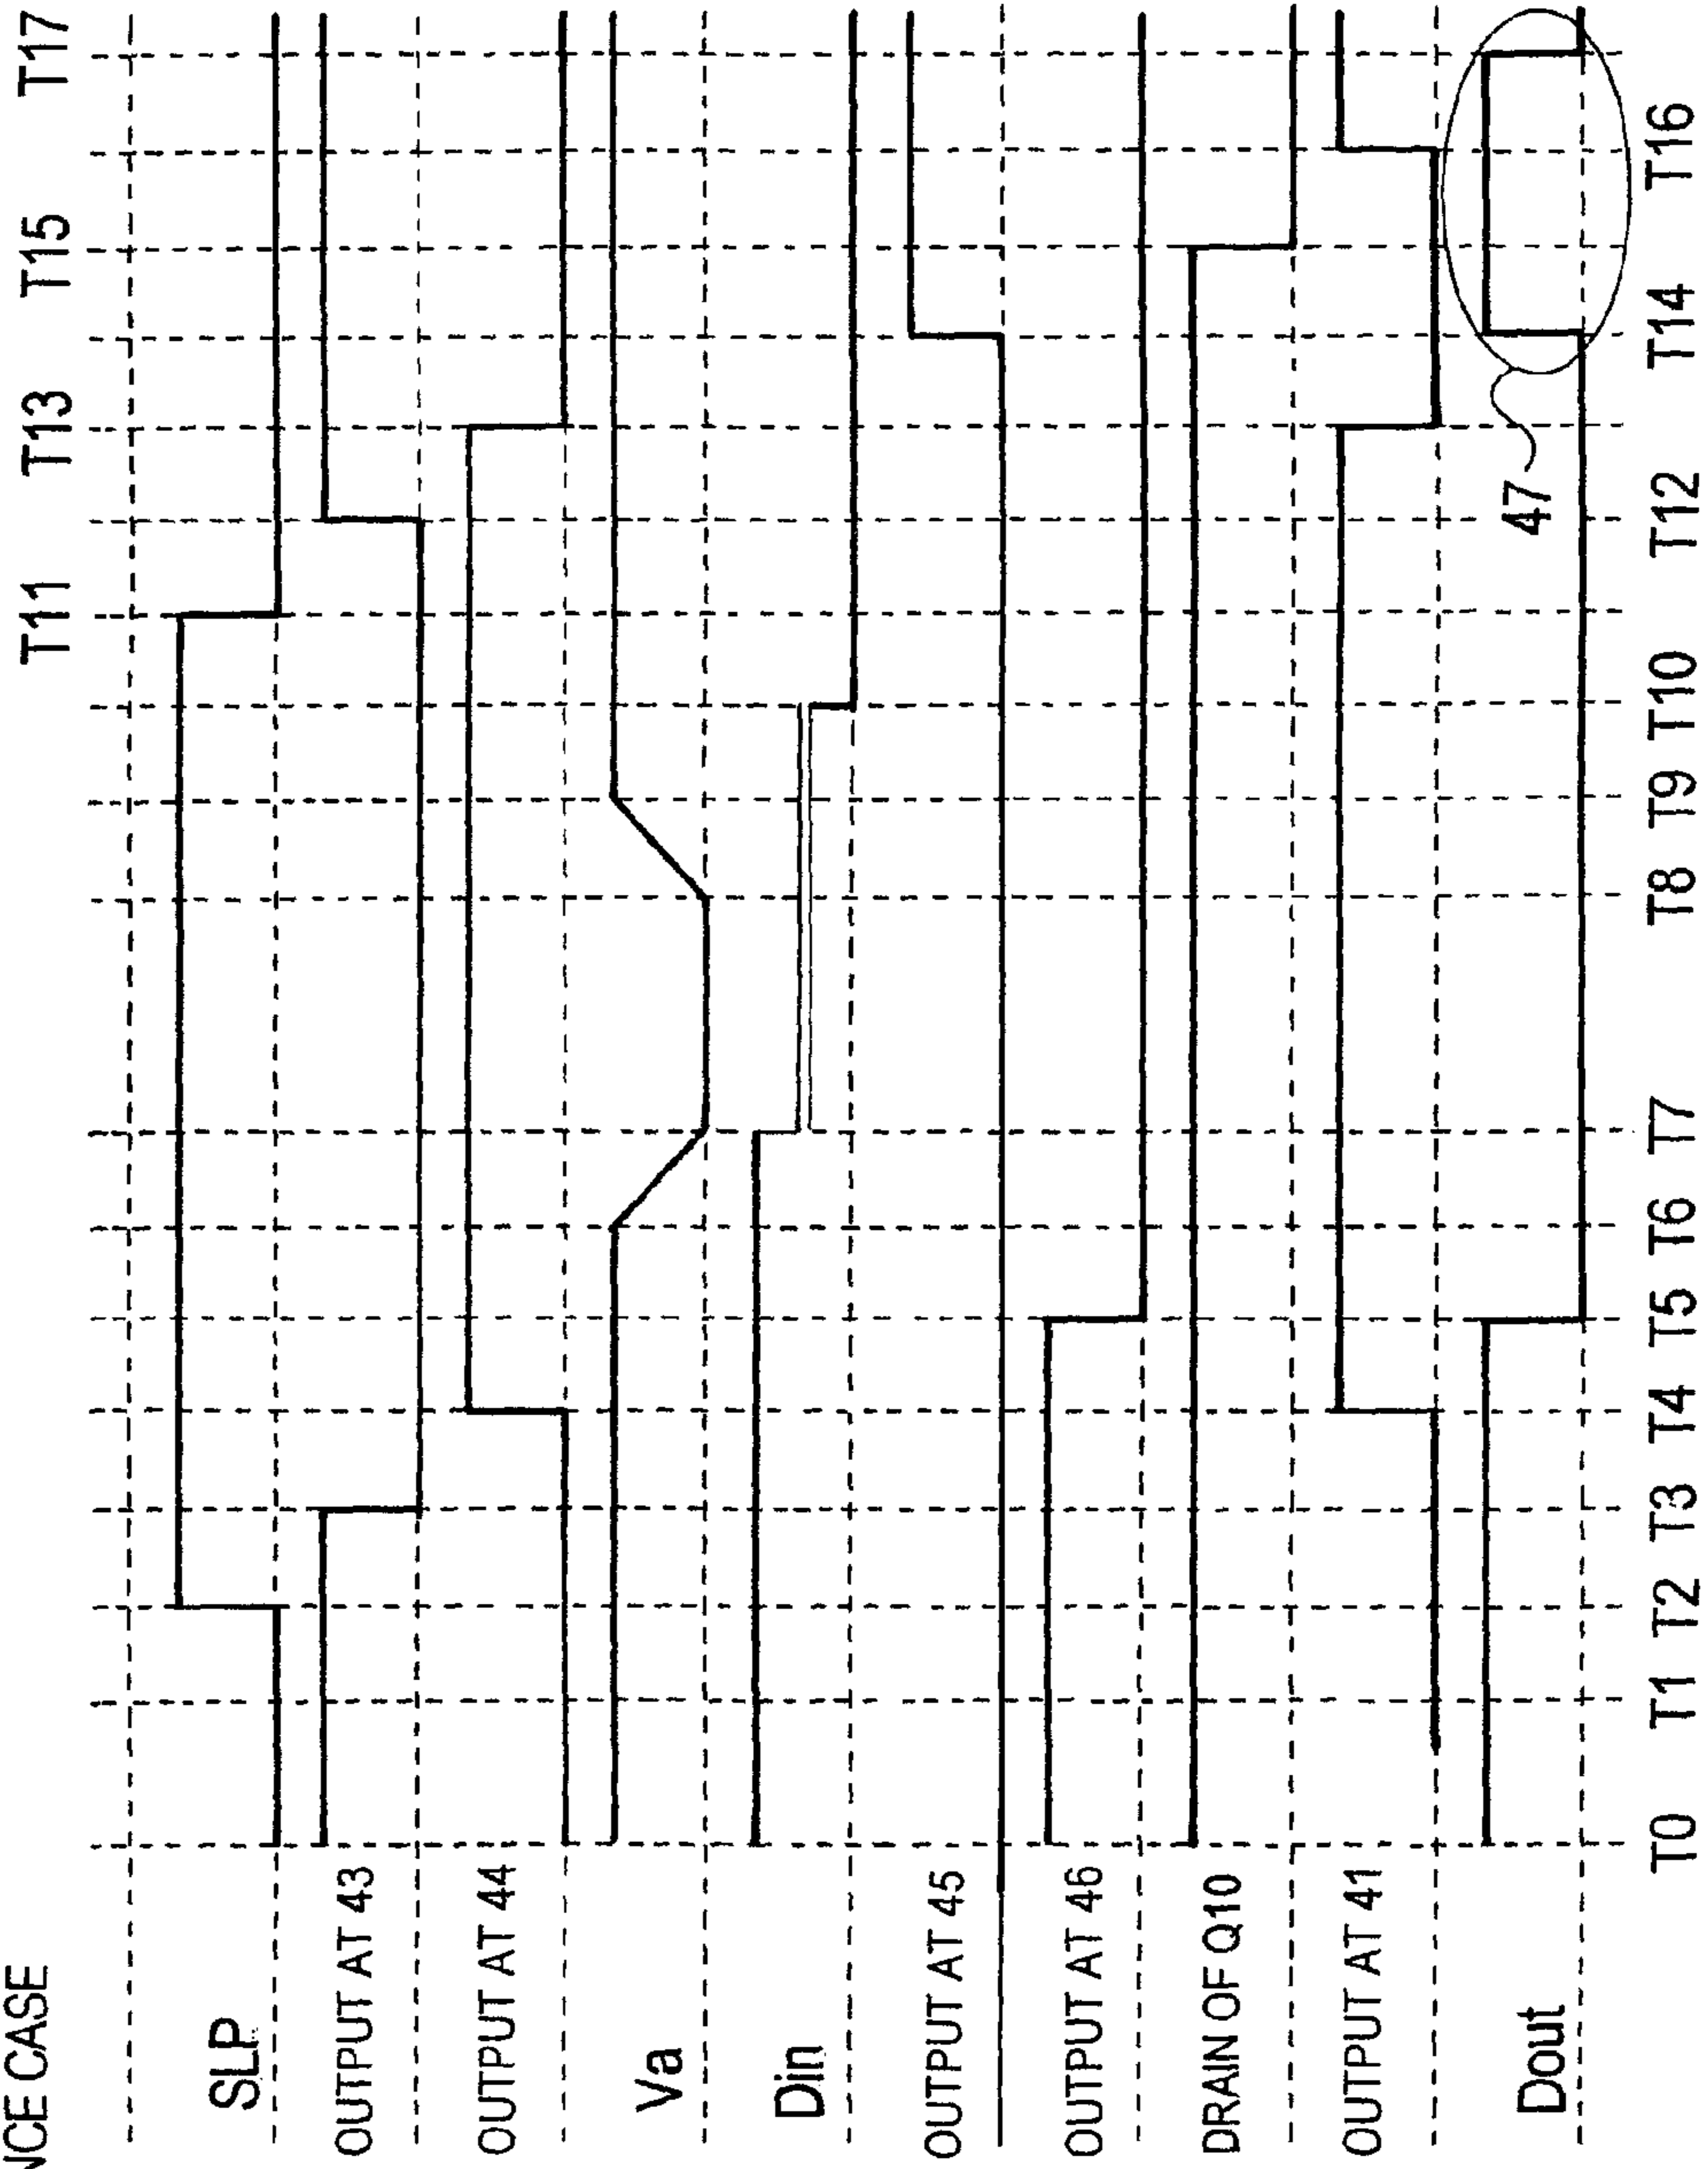 NCE CASE
T11 T13 T15 T17
SLP
OUTPUT AT 43
OUTPUT AT 44
Va
Din
OUTPUT AT 45
OUTPUT AT 46
DRAIN OF Q10
OUTPUT AT 41
Dout
47
T0 T1 T2 T3 T4 T5 T6 T7 T8 T9 T10 T12 T14 T16